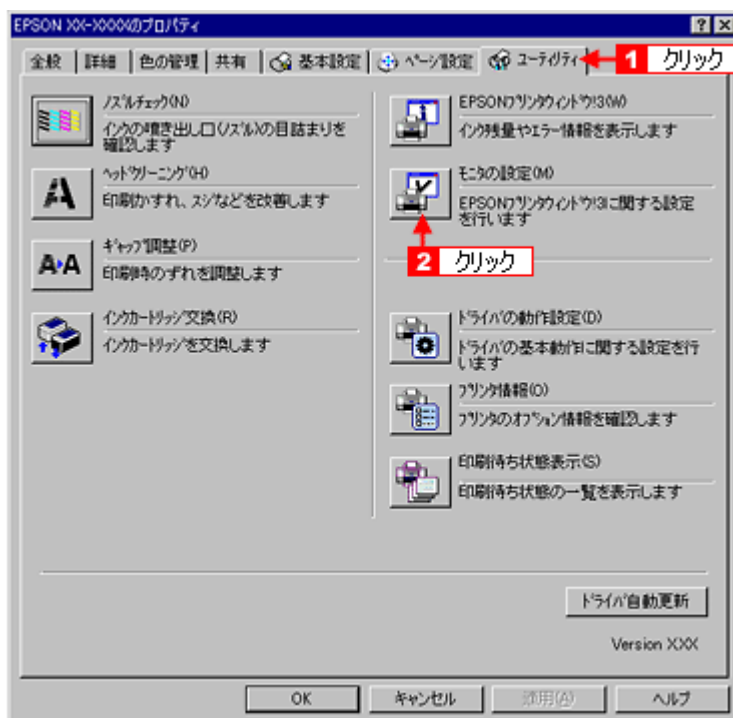 EPSON XX-XXXXのプロパティ
全般 詳細 色の管理 共有 基本設定 ページ設定 ユーティリティ 1 クリック
ノズルチェック(N)
インクの噴き出し口(ノズル)の目詰まりを
確認します
ヘッドクリーニング(H)
印刷かすれ、スジなどを改善します
ギャップ調整(P)
印刷時のずれを調整します
インクカートリッジ交換(R)
インクカートリッジを交換します
EPSONプリンタウィンドウ!3(W)
インク残量やエラー情報を表示します
モニタの設定(M)
EPSONプリンタウィンドウ!3に関する設定
を行います
2 クリック
ドライバの動作設定(D)
ドライバの基本動作に関する設定を行
います
プリンタ情報(O)
プリンタのオプション情報を確認します
印刷待ち状態表示(S)
印刷待ち状態の一覧を表示します
ドライバ自動更新
Version XXX
OK キャンセル 適用(A) ヘルプ